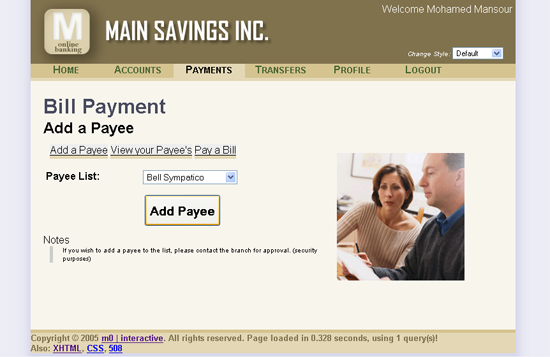 Welcome Mohamed Mansour
M
online
banking
MAIN SAVINGS INC.
Change Style: Default
HOME ACCOUNTS PAYMENTS TRANSFERS PROFILE LOGOUT
Bill Payment
Add a Payee
Add a Payee View your Payee's Pay a Bill
Payee List: Bell Sympatico
Add Payee
Notes
If you wish to add a payee to the list, please contact the branch for approval. (security
purposes)
Copyright © 2005 m0 | interactive. All rights reserved. Page loaded in 0.328 seconds, using 1 query(s)!
Also: XHTML, CSS, 508